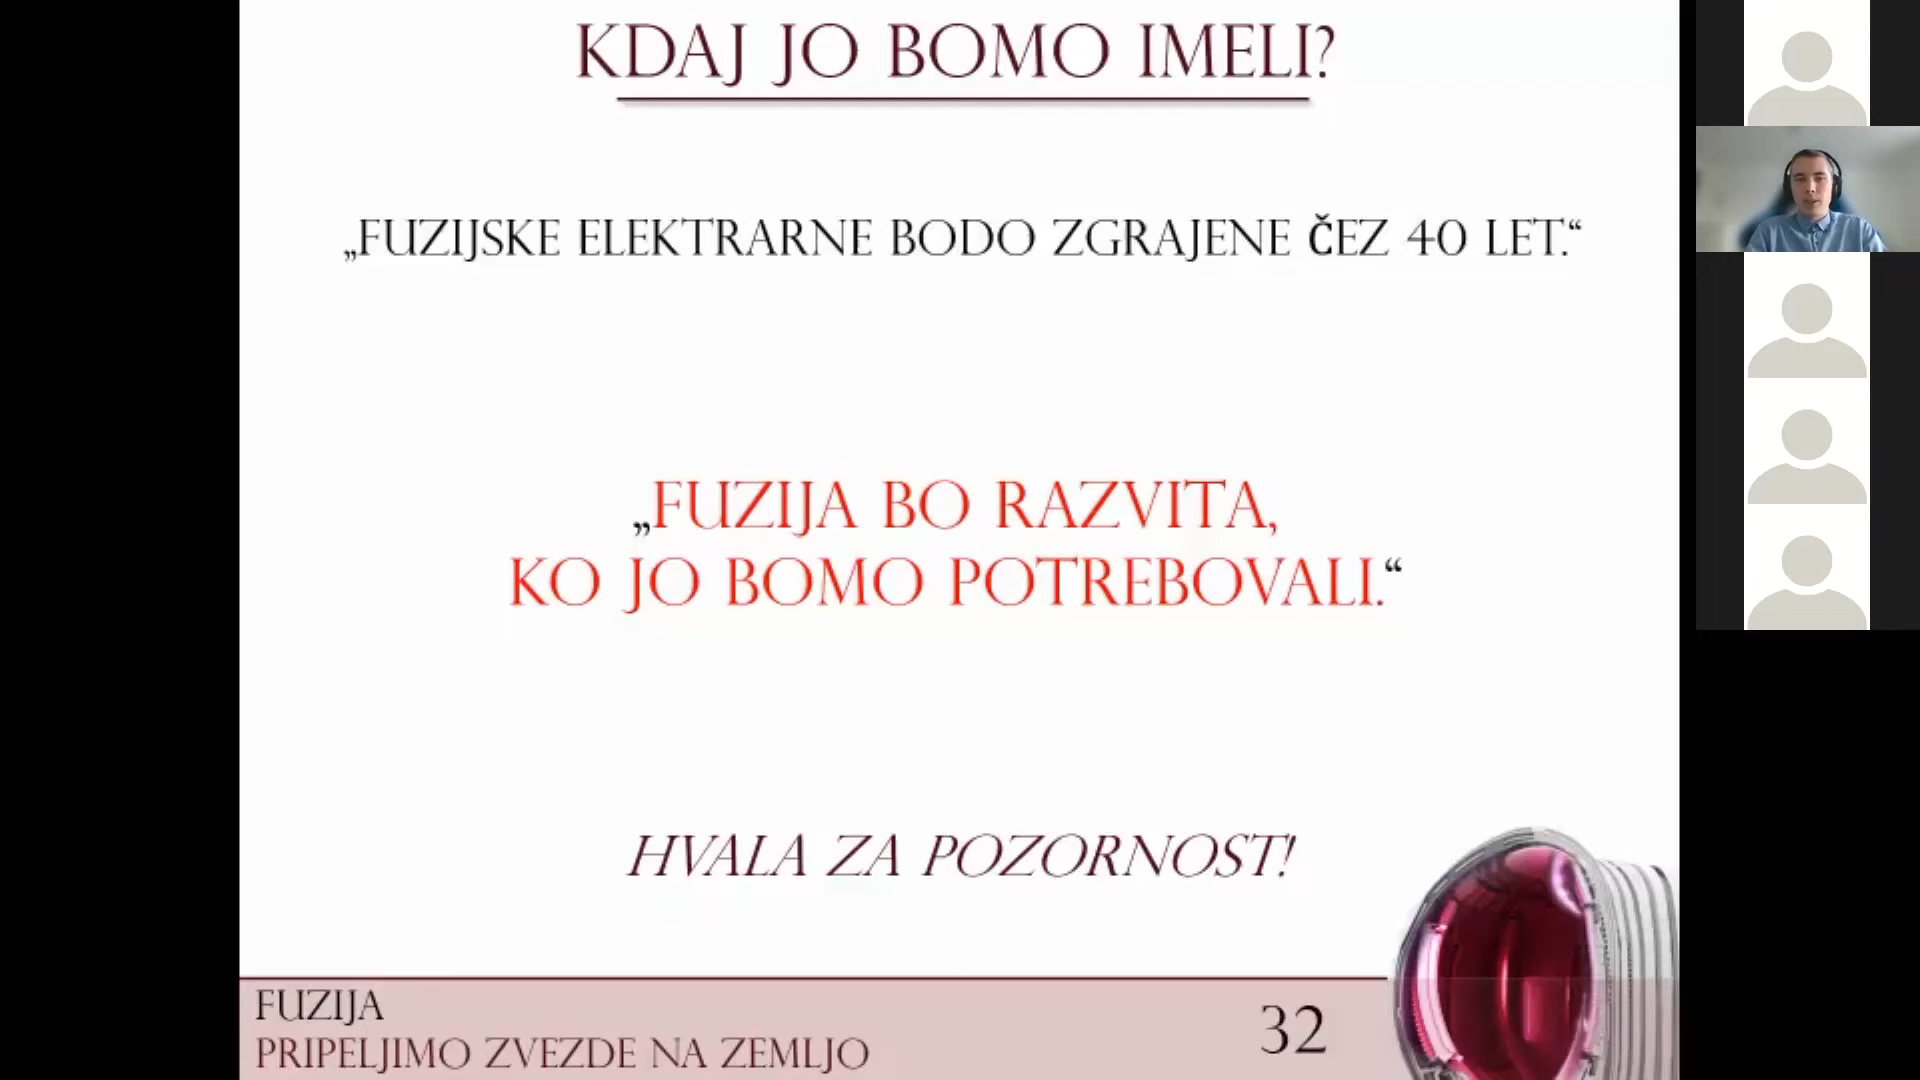 KDAJ JO BOMO IMELI?
„FUZIJSKE ELEKTRARNE BODO ZGRAJENE ČEZ 40 LET.“
„FUZIJA BO RAZVITA,
KO JO BOMO POTREBOVALI.“
HVALA ZA POZORNOST!
FUZIJA
PRIPELJIMO ZVEZDE NA ZEMLJO
32